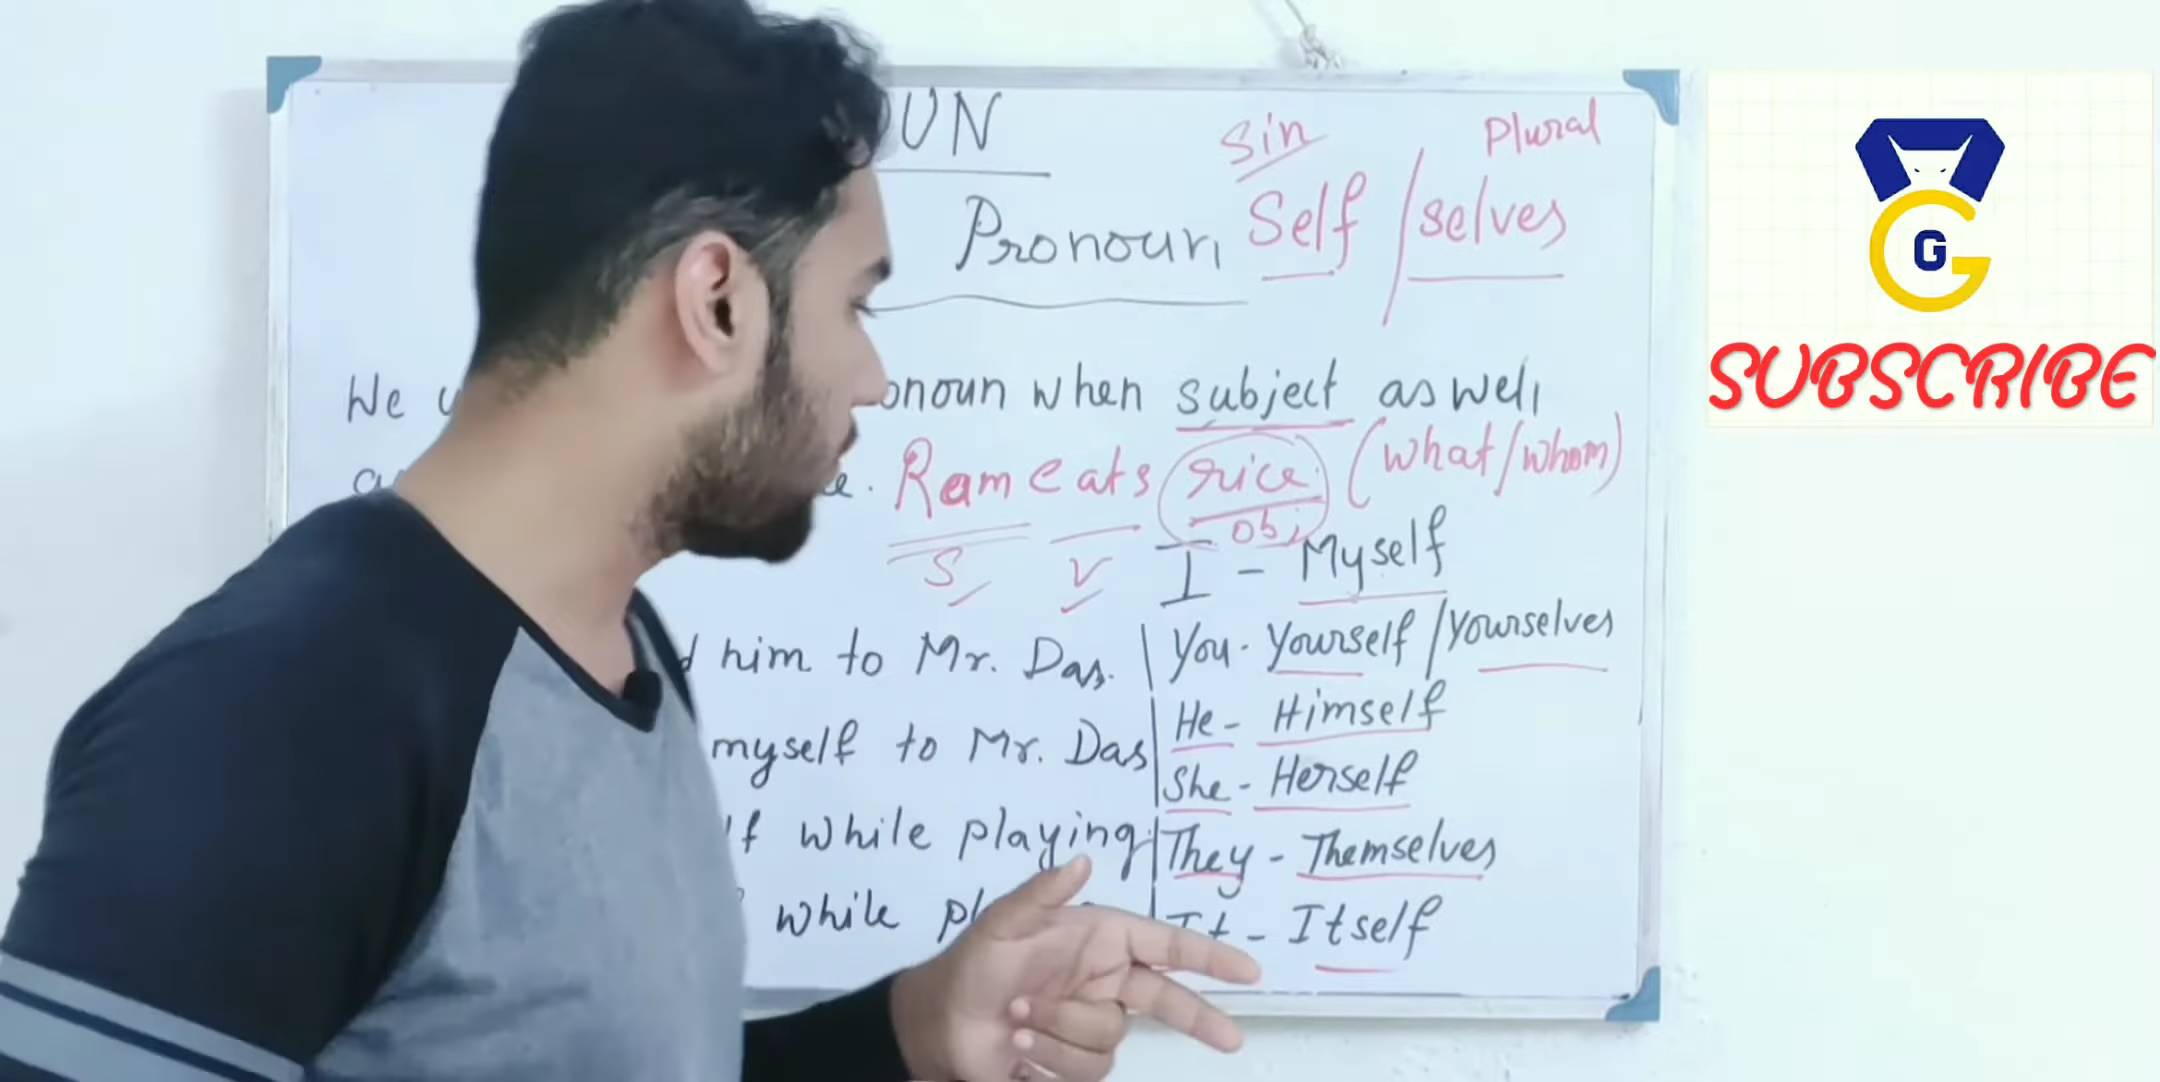 Sin Plural
Pronoun Self / selves
We when subject as well
Ram eats rice (what/whom)
S V obj
I - Myself
him to Mr. Das. You - Yourself / Yourselves
myself to Mr. Das He - Himself
She - Herself
while playing. They - Themselves
while It - Itself
G
SUBSCRIBE